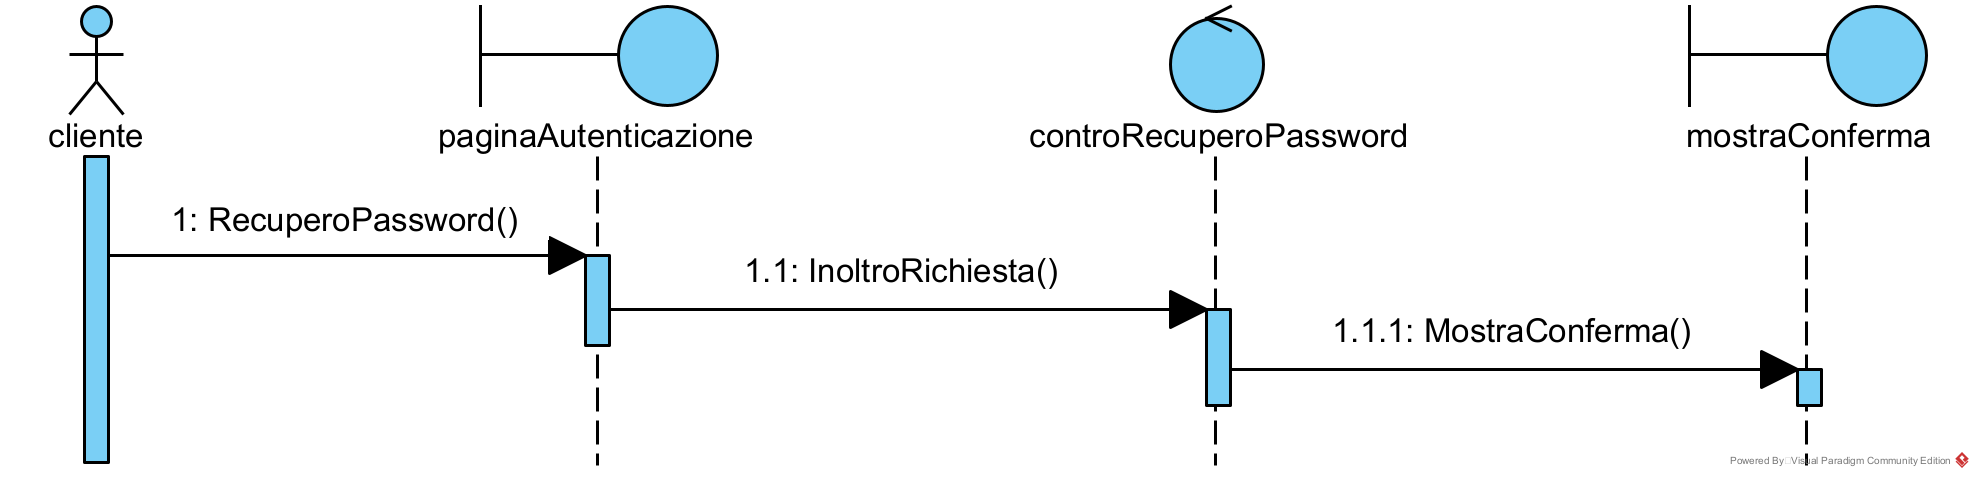 cliente
paginaAutenticazione
controRecuperoPassword
mostraConferma
1: RecuperoPassword()
1.1: InoltroRichiesta()
1.1.1: MostraConferma()
Powered By Visual Paradigm Community Edition